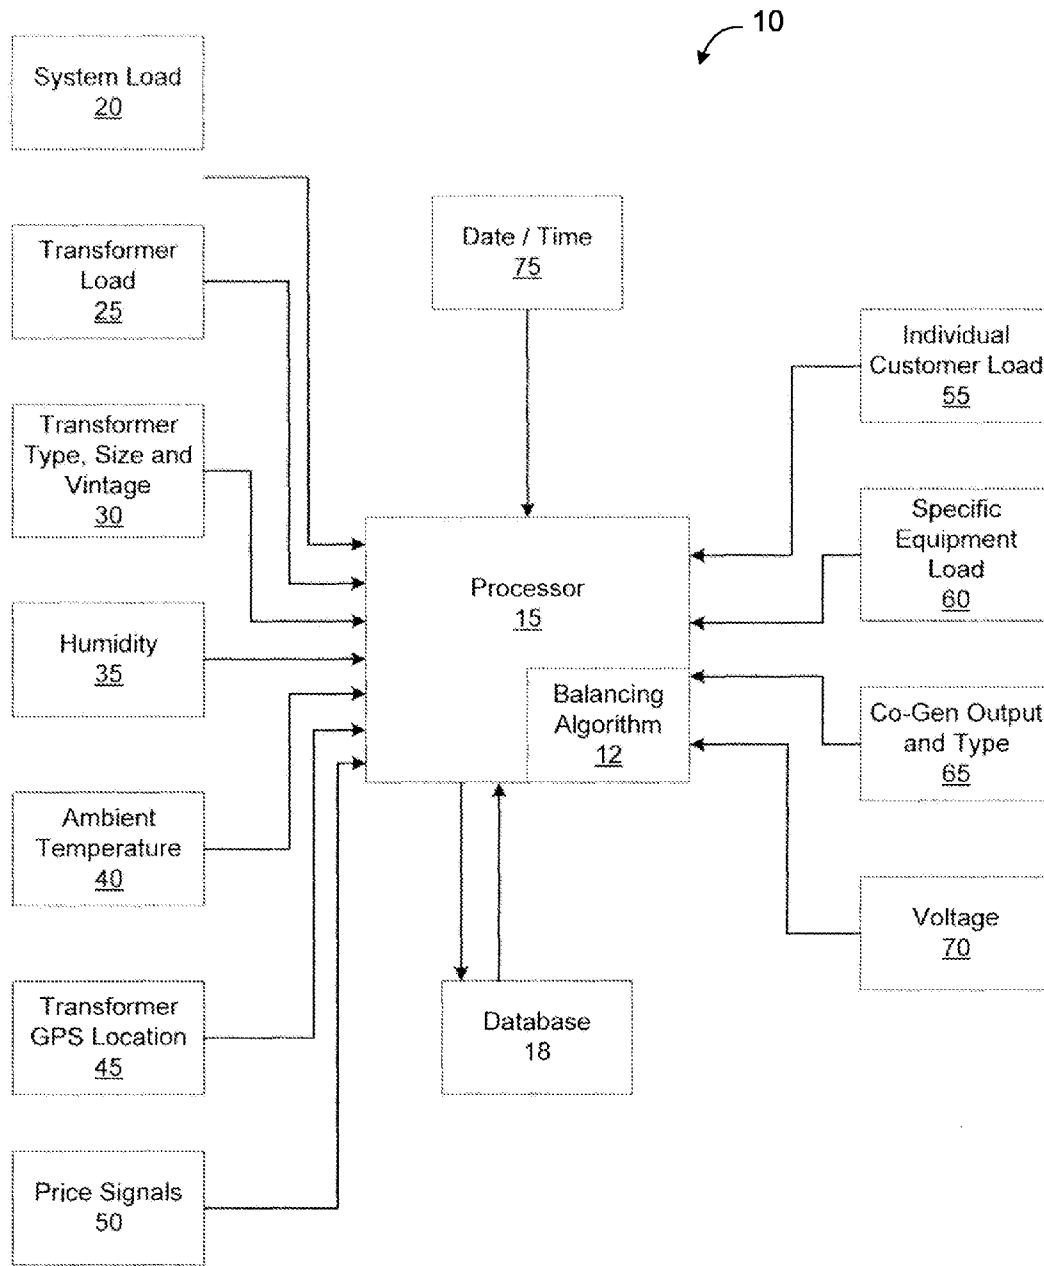 10
System Load
20
Transformer
Load
25
Transformer
Type, Size and
Vintage
30
Humidity
35
Ambient
Temperature
40
Transformer
GPS Location
45
Price Signals
50
Date / Time
75
Processor
15
Balancing
Algorithm
12
Database
18
Individual
Customer Load
55
Specific
Equipment
Load
60
Co-Gen Output
and Type
65
Voltage
70